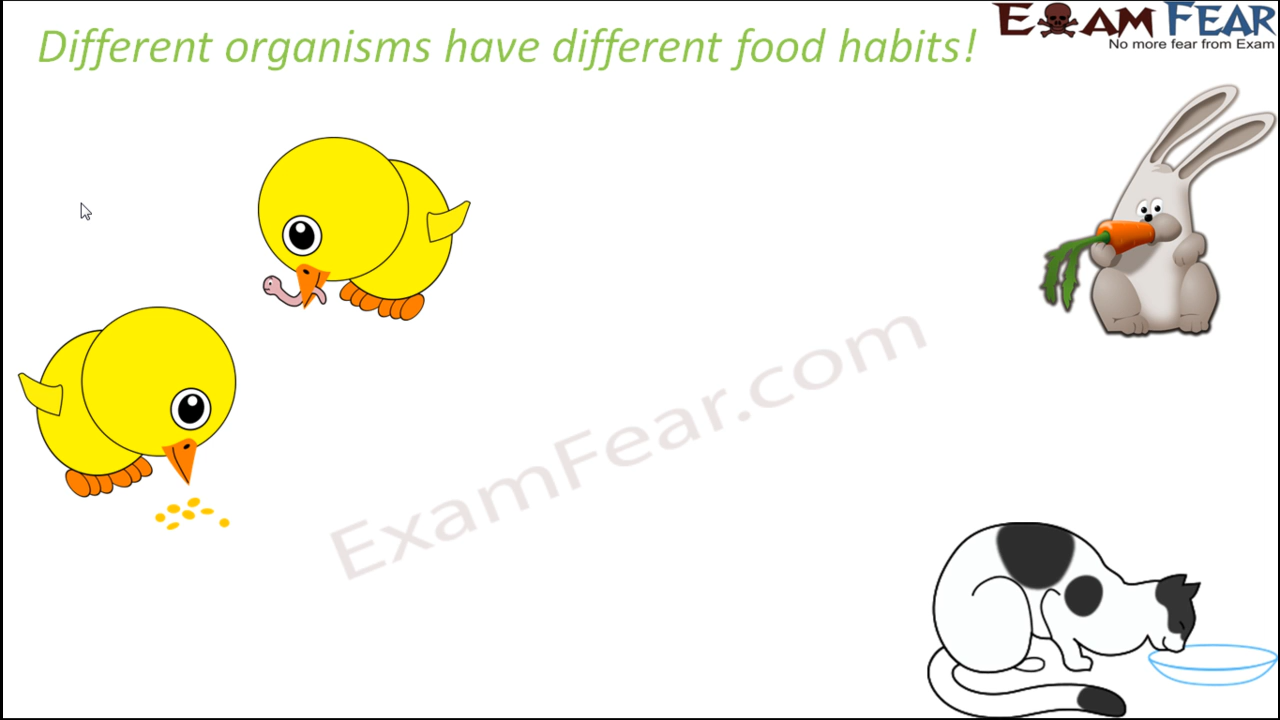 Different organisms have different food habits!
EXAM FEAR
No more fear from Exam
ExamFear.com